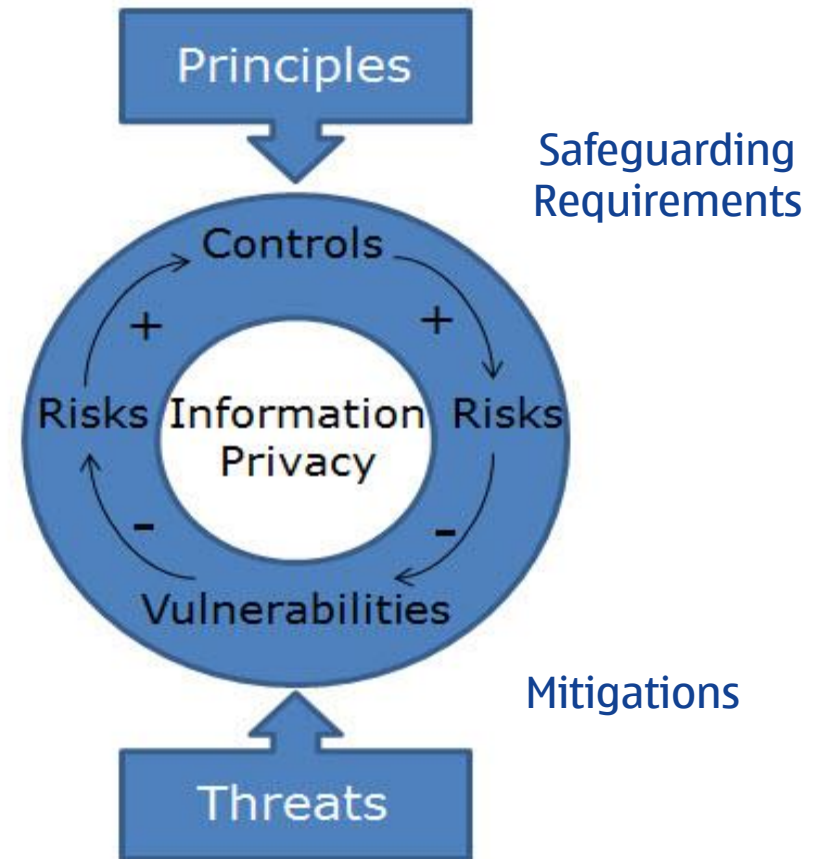 Principles
Safeguarding
Requirements
Controls
+
+
Risks
Information
Privacy
Risks
-
-
Vulnerabilities
Mitigations
Threats